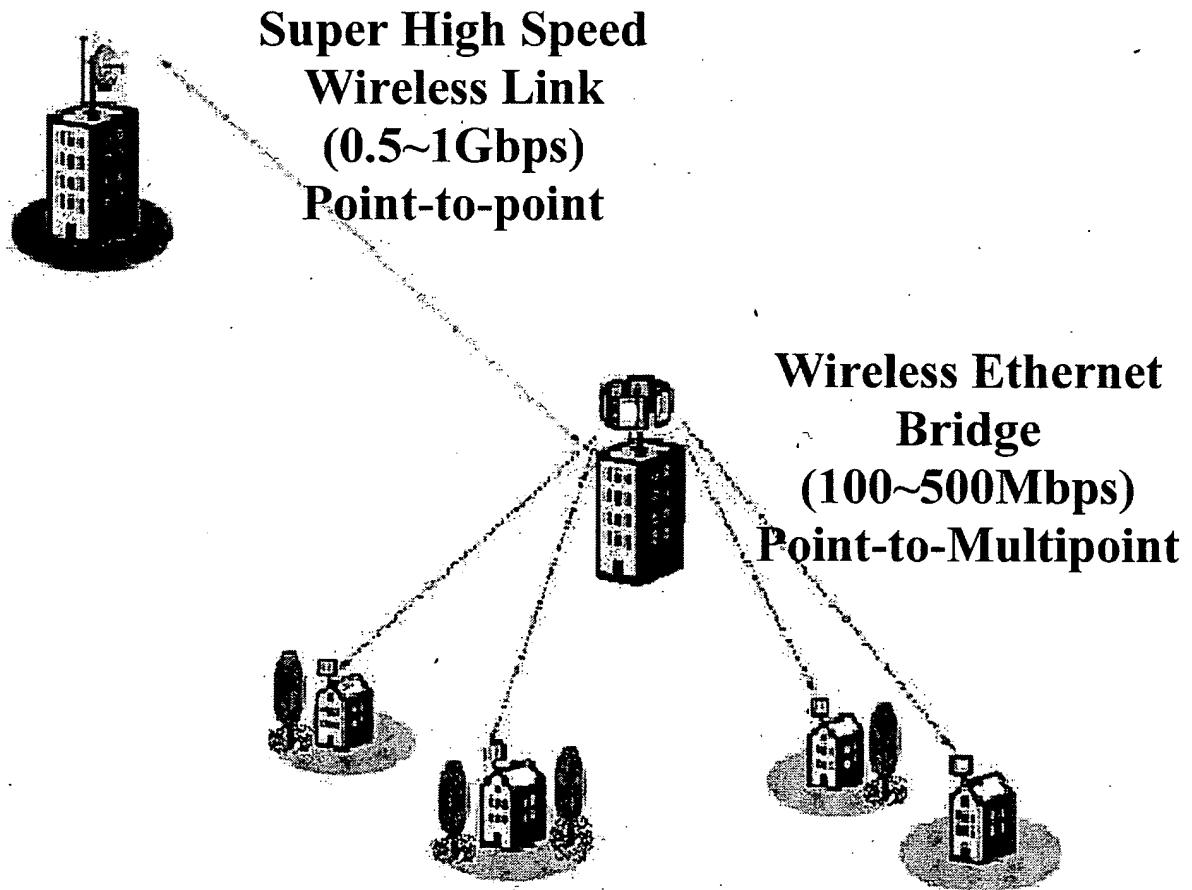 Super High Speed
Wireless Link
(0.5~1Gbps)
Point-to-point
Wireless Ethernet
Bridge
(100~500Mbps)
Point-to-Multipoint